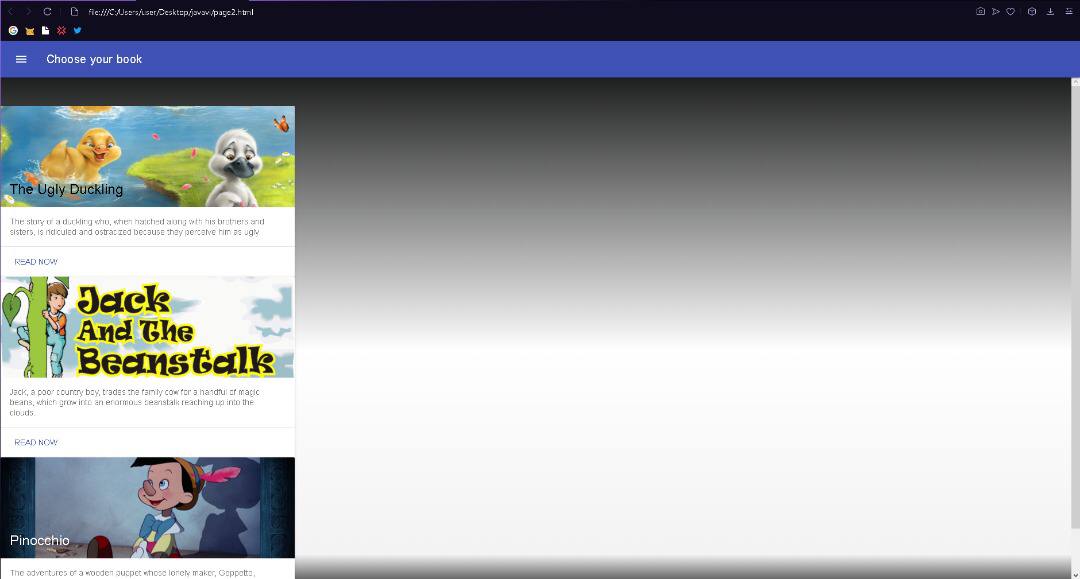 file:///C:/Users/user/Desktop/javavi/page2.html
Choose your book
The Ugly Duckling
The story of a duckling who, when hatched along with his brothers and
sisters, is ridiculed and ostracized because they perceive him as ugly
READ NOW
Jack
And The
Beanstalk
Jack, a poor country boy, trades the family cow for a handful of magic
beans, which grow into an enormous beanstalk reaching up into the
clouds.
READ NOW
Pinocchio
The adventures of a wooden puppet whose lonely maker, Geppetto,